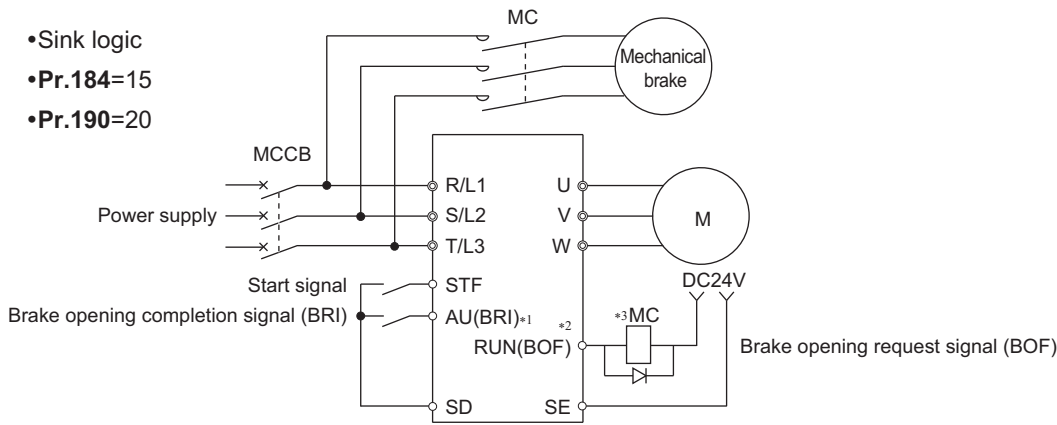 •Sink logic
•Pr.184=15
•Pr.190=20
MC
Mechanical
brake
MCCB
Power supply
R/L1
S/L2
T/L3
U
V
W
M
Start signal
STF
DC24V
Brake opening completion signal (BRI)
AU(BRI)*1
*2
*3 MC
RUN(BOF)
Brake opening request signal (BOF)
SD
SE